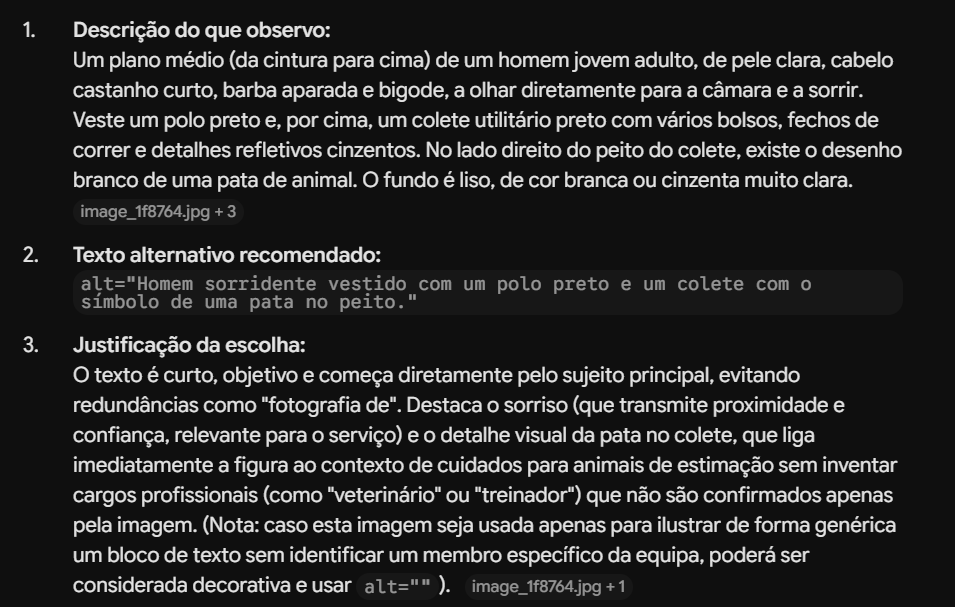 1. Descrição do que observo:
Um plano médio (da cintura para cima) de um homem jovem adulto, de pele clara, cabelo
castanho curto, barba aparada e bigode, a olhar diretamente para a câmara e a sorrir.
Veste um polo preto e, por cima, um colete utilitário preto com vários bolsos, fechos de
correr e detalhes refletivos cinzentos. No lado direito do peito do colete, existe o desenho
branco de uma pata de animal. O fundo é liso, de cor branca ou cinzenta muito clara.
image_1f8764.jpg + 3
2. Texto alternativo recomendado:
alt="Homem sorridente vestido com um polo preto e um colete com o
símbolo de uma pata no peito."
3. Justificação da escolha:
O texto é curto, objetivo e começa diretamente pelo sujeito principal, evitando
redundâncias como "fotografia de". Destaca o sorriso (que transmite proximidade e
confiança, relevante para o serviço) e o detalhe visual da pata no colete, que liga
imediatamente a figura ao contexto de cuidados para animais de estimação sem inventar
cargos profissionais (como "veterinário" ou "treinador") que não são confirmados apenas
pela imagem. (Nota: caso esta imagem seja usada apenas para ilustrar de forma genérica
um bloco de texto sem identificar um membro específico da equipa, poderá ser
considerada decorativa e usar alt="" ). image_1f8764.jpg + 1